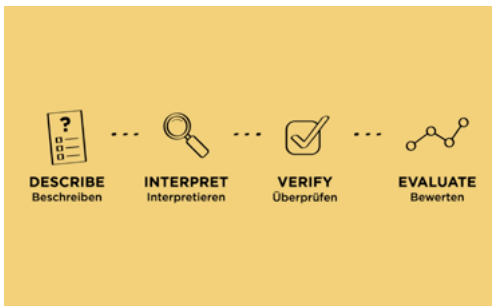 ?
DESCRIBE
Beschreiben
INTERPRET
Interpretieren
VERIFY
Überprüfen
EVALUATE
Bewerten